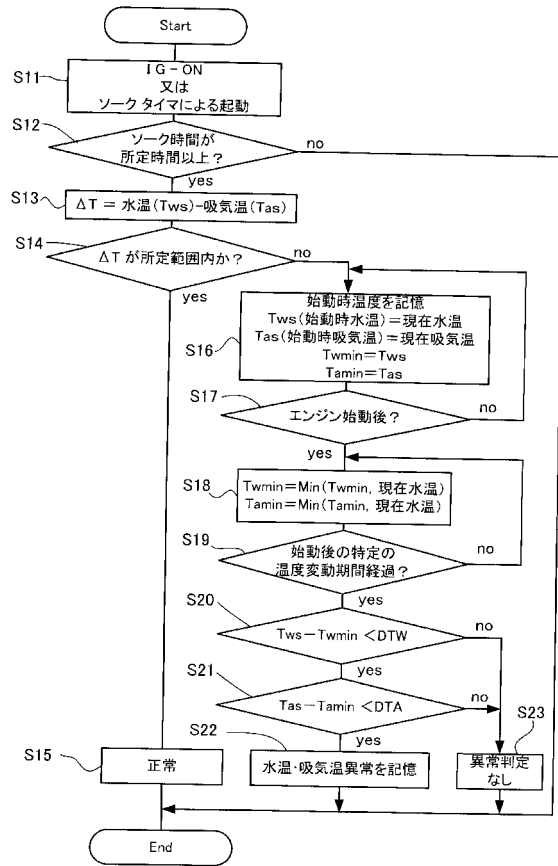 Start
S11
IG-ON
又は
ソーク タイマによる起動
S12
ソーク時間が
所定時間以上?
no
yes
S13
ΔT = 水温(Tws)-吸気温(Tas)
S14
ΔT が所定範囲内か?
no
yes
始動時温度を記憶
Tws(始動時水温)=現在水温
Tas(始動時吸気温)=現在吸気温
Twmin=Tws
Tamin=Tas
S16
S17
エンジン始動後?
no
yes
S18
Twmin=Min(Twmin, 現在水温)
Tamin=Min(Tamin, 現在水温)
S19
始動後の特定の
温度変動期間経過?
no
yes
S20
Tws-Twmin <DTW
no
yes
S21
Tas-Tamin <DTA
no
yes
S22
S23
S15
正常
水温・吸気温異常を記憶
異常判定
なし
End